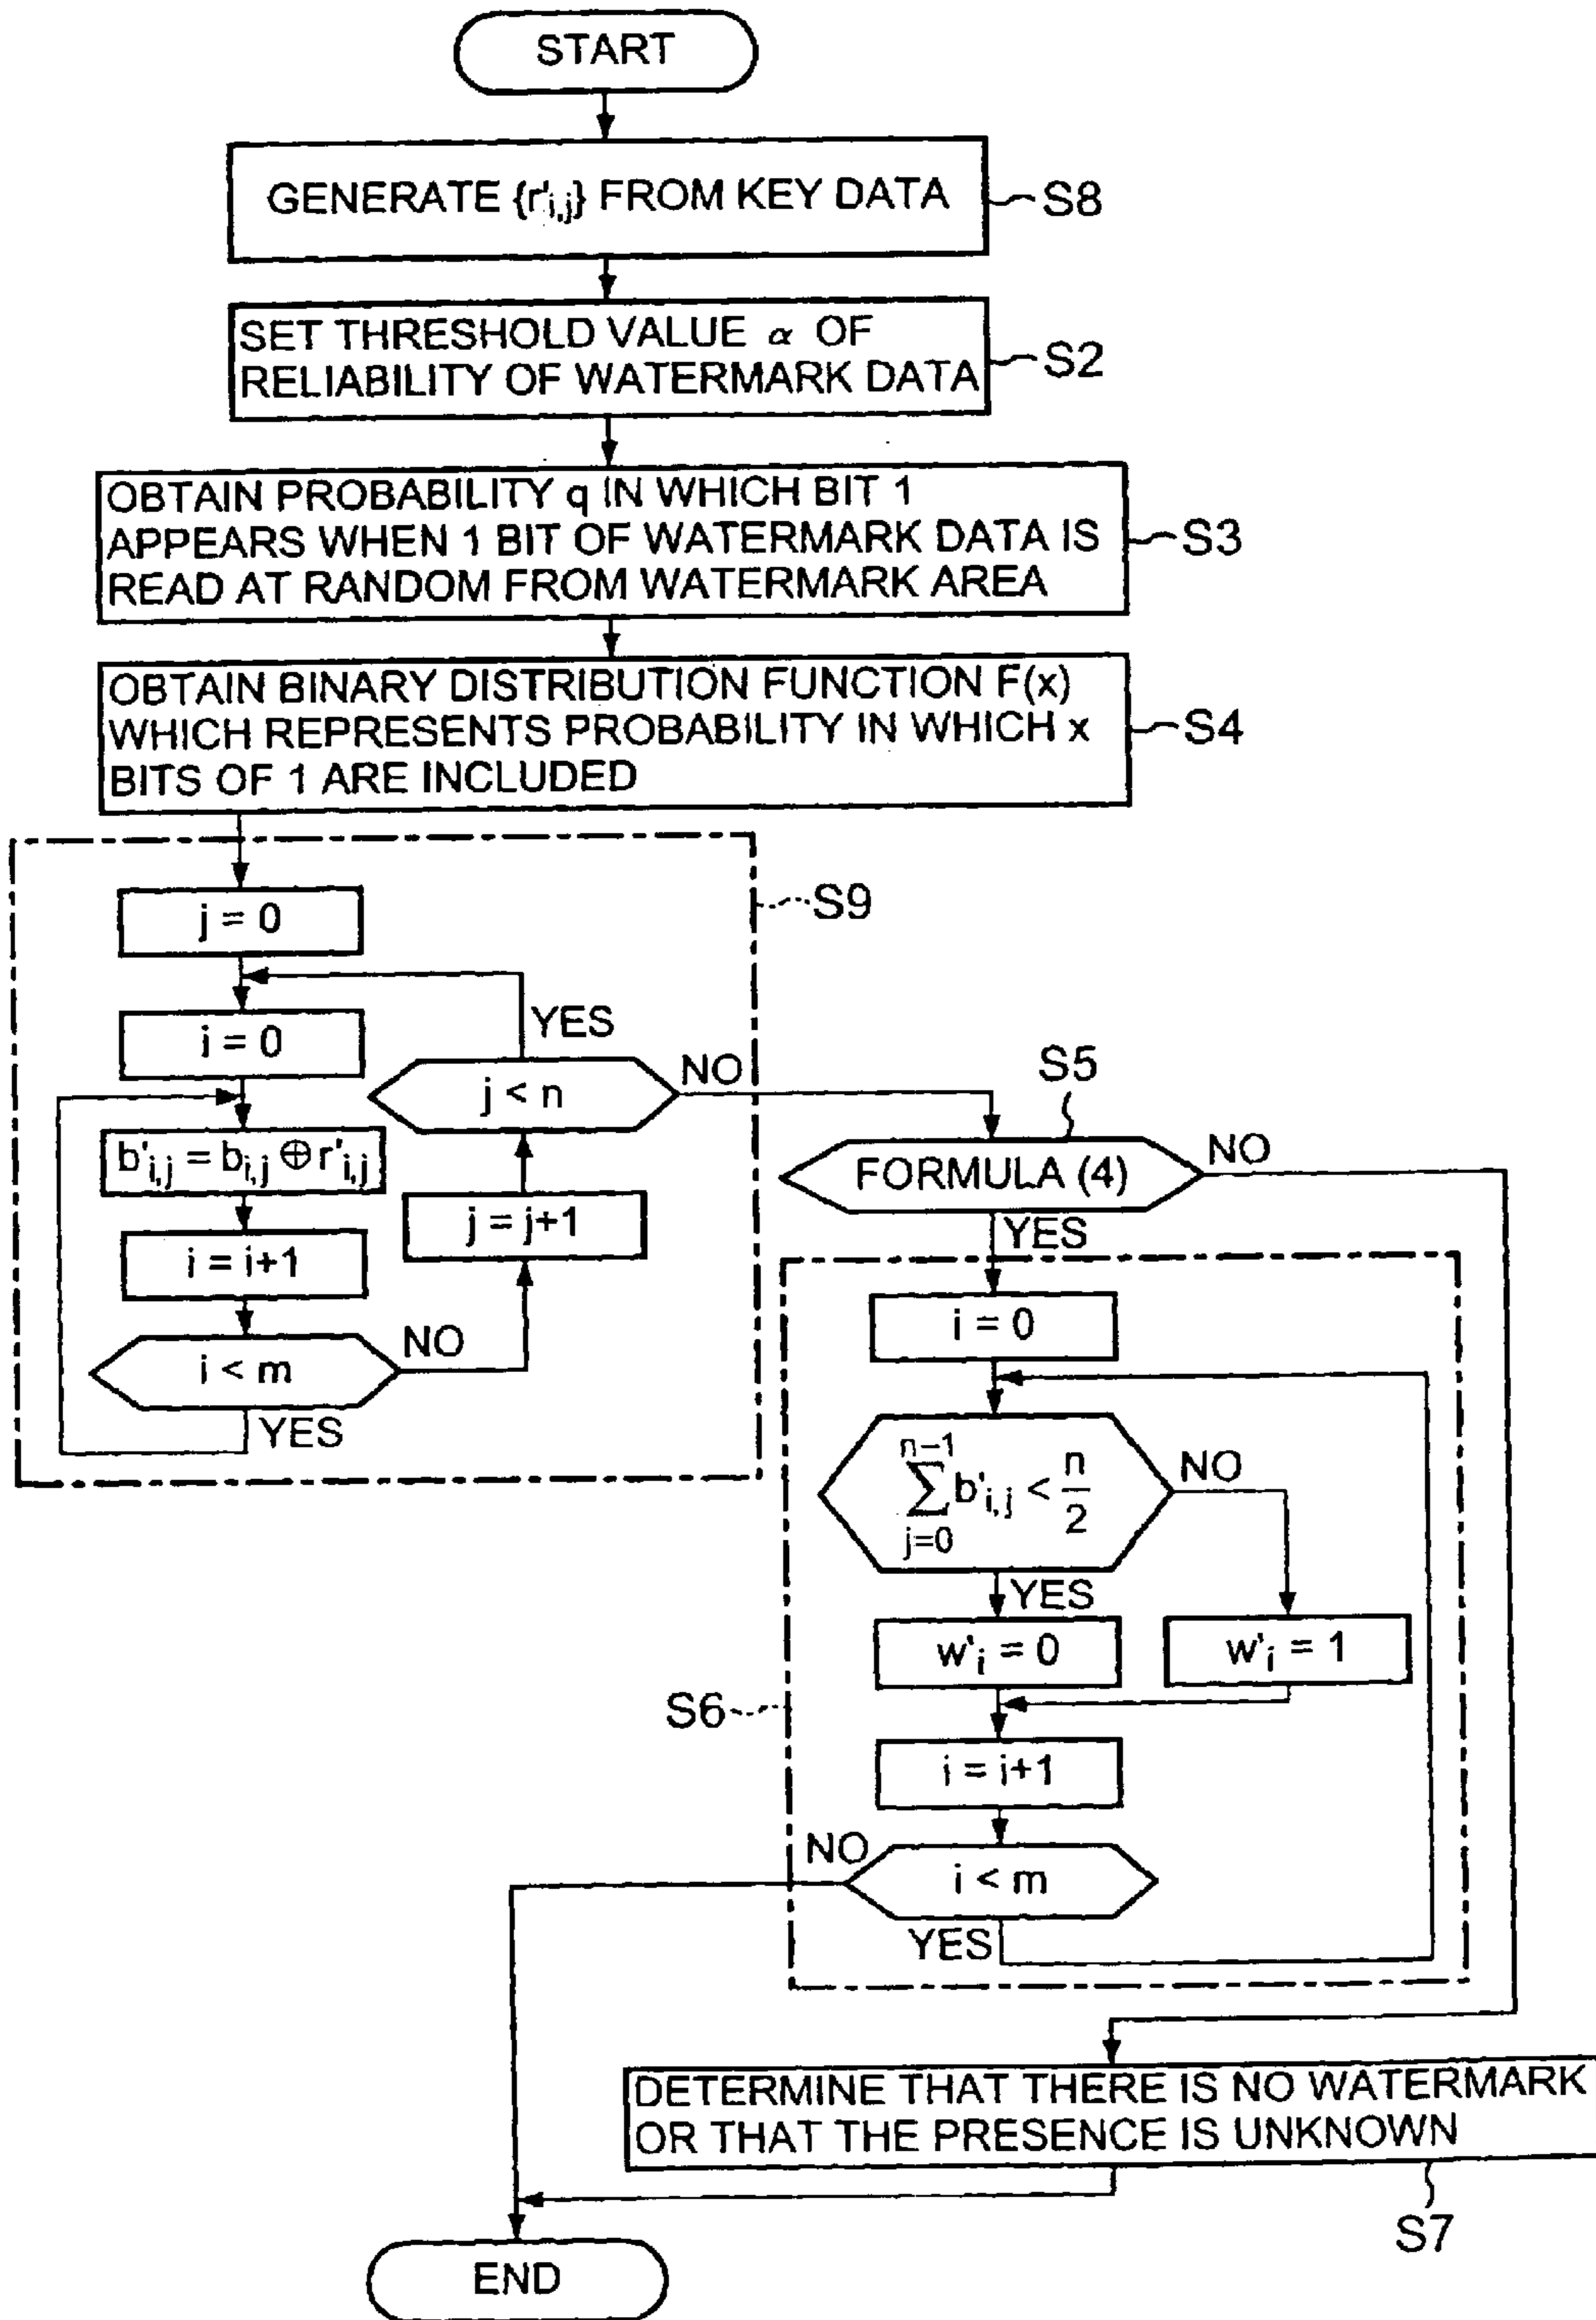 START
GENERATE {r'i,j} FROM KEY DATA
S8
SET THRESHOLD VALUE α OF
RELIABILITY OF WATERMARK DATA
S2
OBTAIN PROBABILITY q IN WHICH BIT 1
APPEARS WHEN 1 BIT OF WATERMARK DATA IS
READ AT RANDOM FROM WATERMARK AREA
S3
OBTAIN BINARY DISTRIBUTION FUNCTION F(x)
WHICH REPRESENTS PROBABILITY IN WHICH x
BITS OF 1 ARE INCLUDED
S4
S9
j = 0
i = 0
b'i,j = bi,j ⊕ r'i,j
i = i+1
i < m
YES
NO
j = j+1
j < n
YES
NO
S5
FORMULA (4)
NO
YES
S6
i = 0
n−1
∑ b'i,j < n/2
j=0
NO
YES
w'i = 0
w'i = 1
i = i+1
i < m
NO
YES
DETERMINE THAT THERE IS NO WATERMARK
OR THAT THE PRESENCE IS UNKNOWN
S7
END